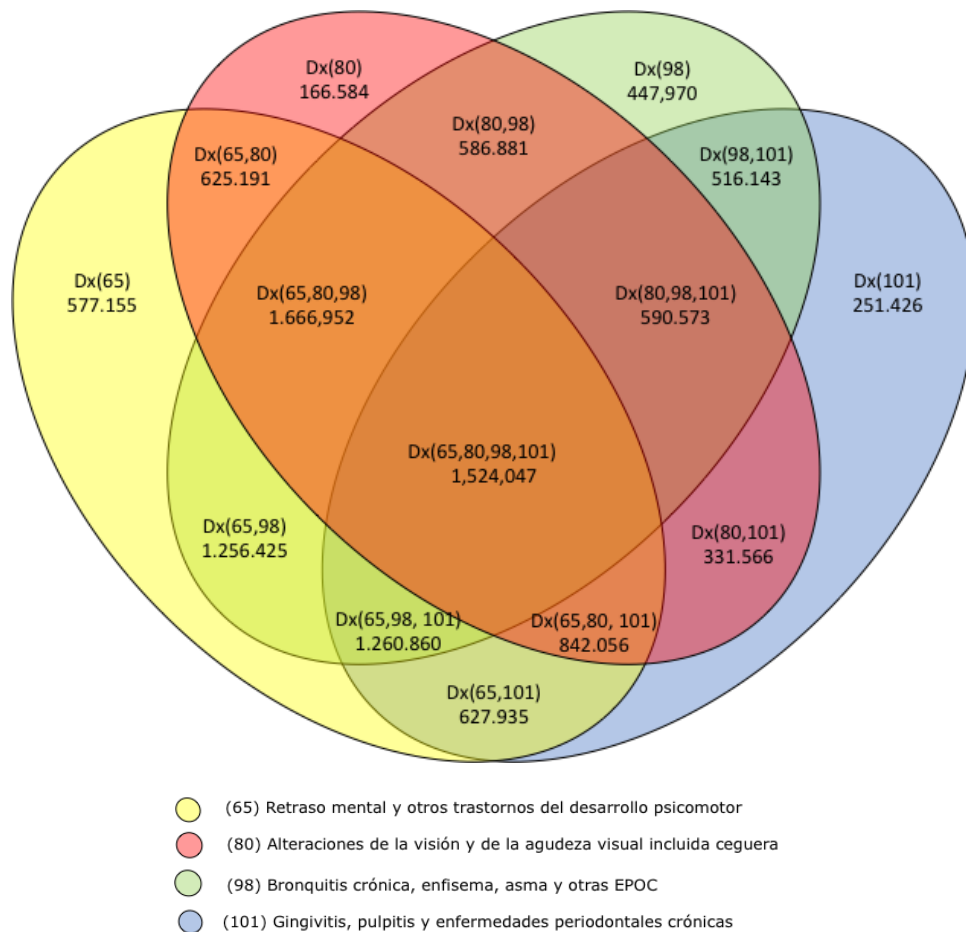 Dx(80)
166.584
Dx(98)
447,970
Dx(80,98)
586.881
Dx(65,80)
625.191
Dx(98,101)
516.143
Dx(65)
577.155
Dx(65,80,98)
1.666,952
Dx(80,98,101)
590.573
Dx(101)
251.426
Dx(65,80,98,101)
1,524,047
Dx(65,98)
1.256.425
Dx(80,101)
331.566
Dx(65,98, 101)
1.260.860
Dx(65,80, 101)
842.056
Dx(65,101)
627.935
(65) Retraso mental y otros trastornos del desarrollo psicomotor
(80) Alteraciones de la visión y de la agudeza visual incluida ceguera
(98) Bronquitis crónica, enfisema, asma y otras EPOC
(101) Gingivitis, pulpitis y enfermedades periodontales crónicas